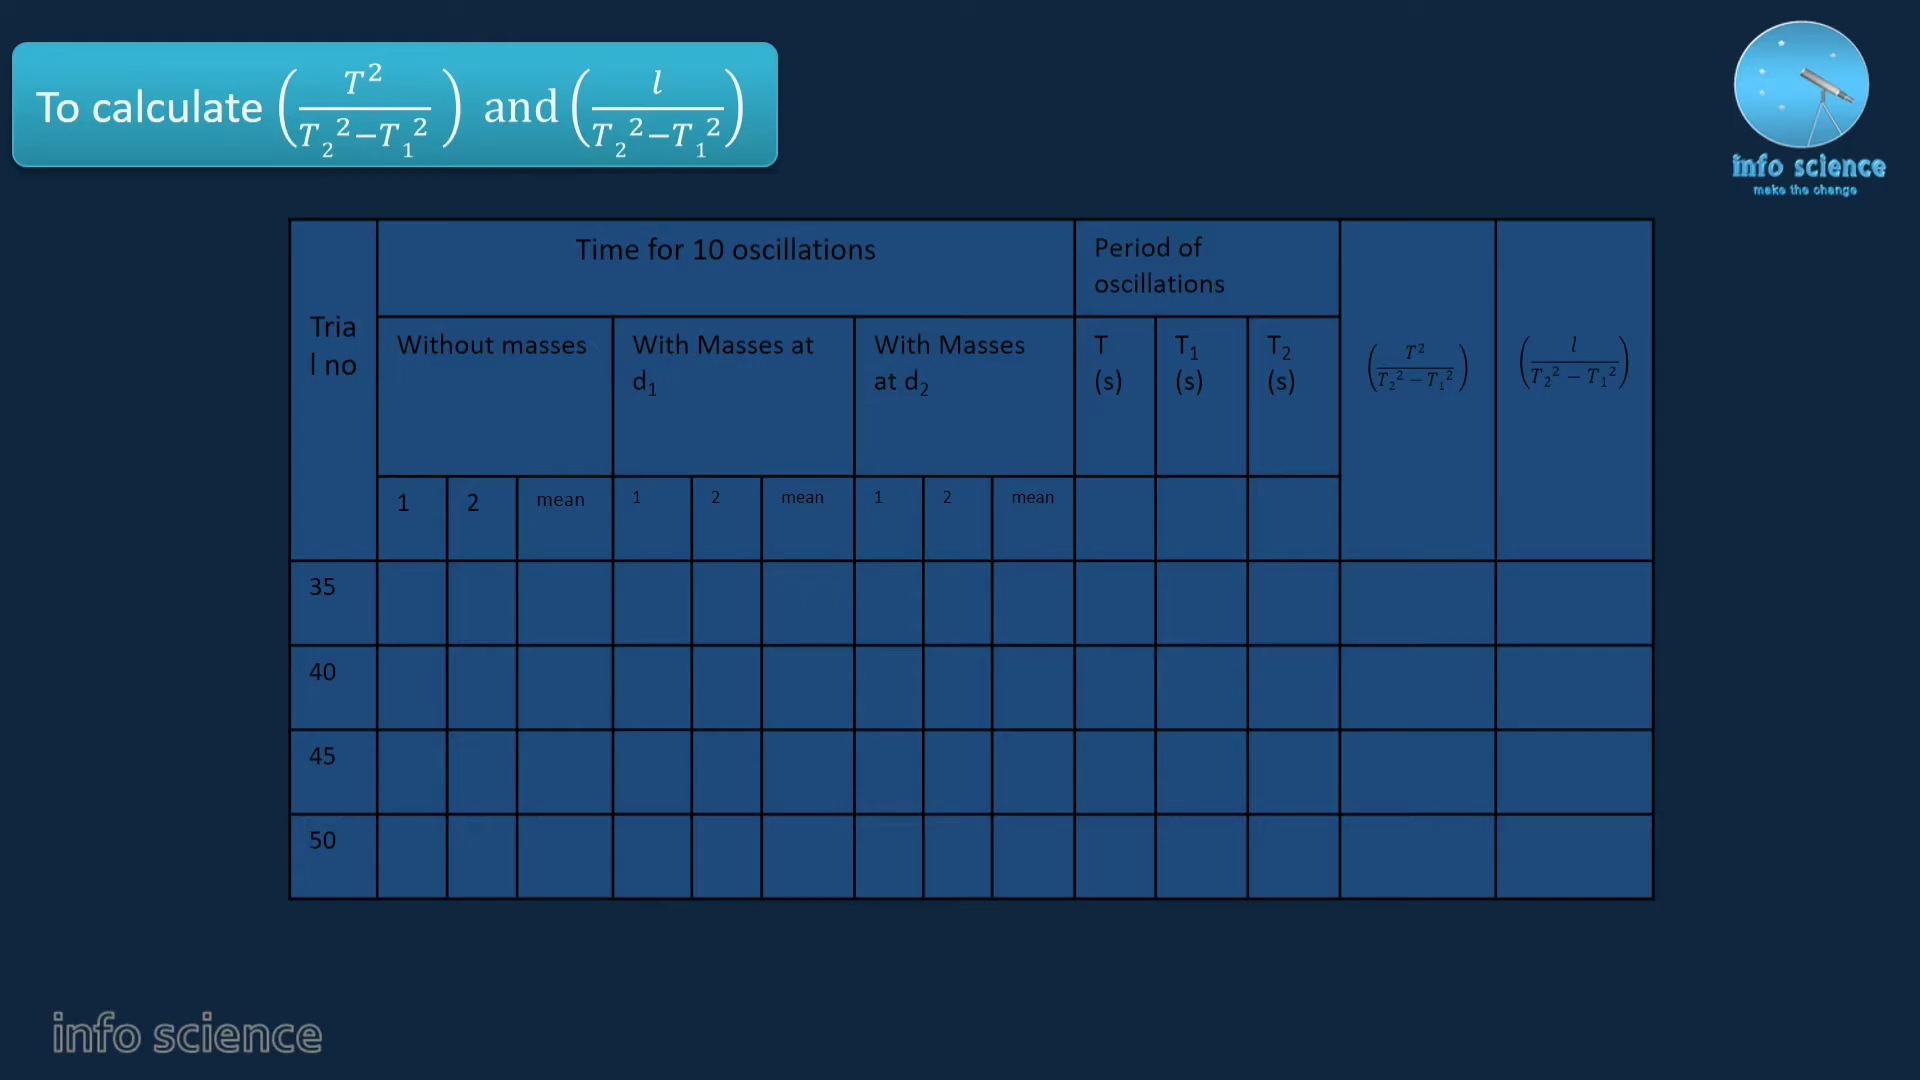 To calculate (T²/T₂²−T₁²) and (l/T₂²−T₁²)
info science
make the change
Time for 10 oscillations
Period of
oscillations
Tria
l no
Without masses
With Masses at
d₁
With Masses
at d₂
T
(s)
T₁
(s)
T₂
(s)
(T²/T₂² − T₁²)
(l/T₂² − T₁²)
1 2 mean 1 2 mean 1 2 mean
35
40
45
50
info science